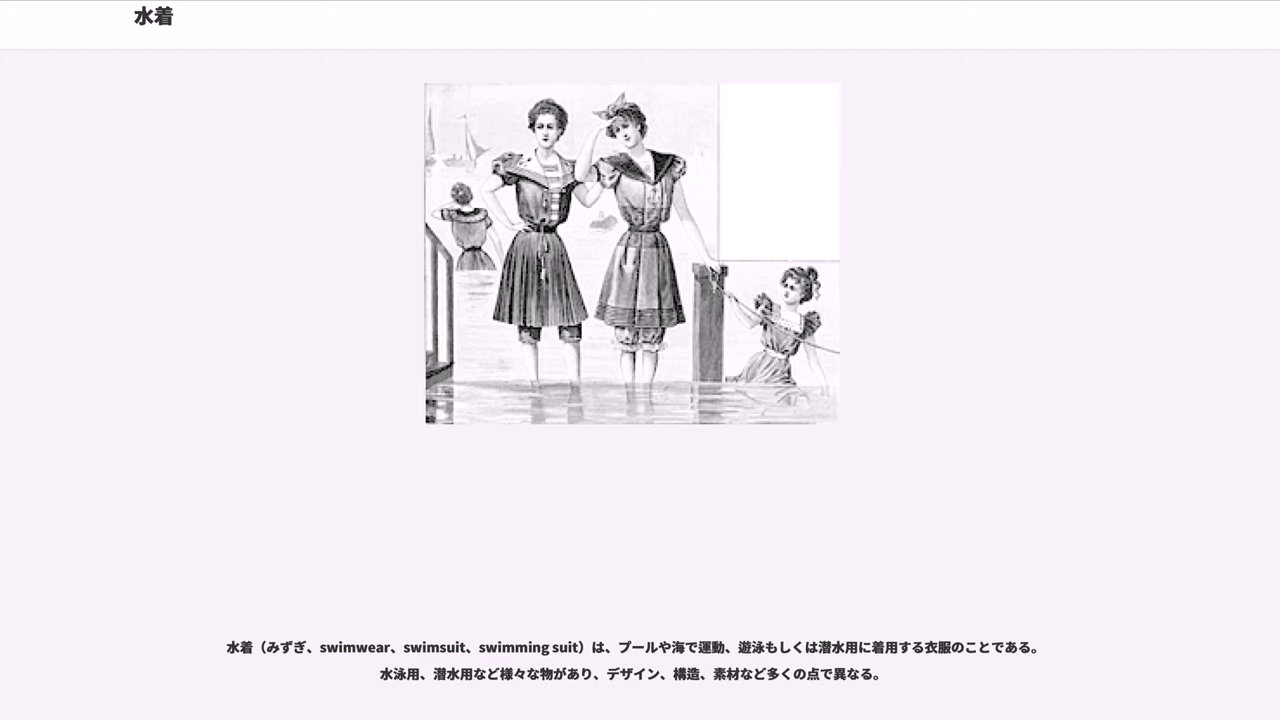 水着
水着（みずぎ、swimwear、swimsuit、swimming suit）は、プールや海で運動、遊泳もしくは潜水用に着用する衣服のことである。
水泳用、潜水用など様々な物があり、デザイン、構造、素材など多くの点で異なる。